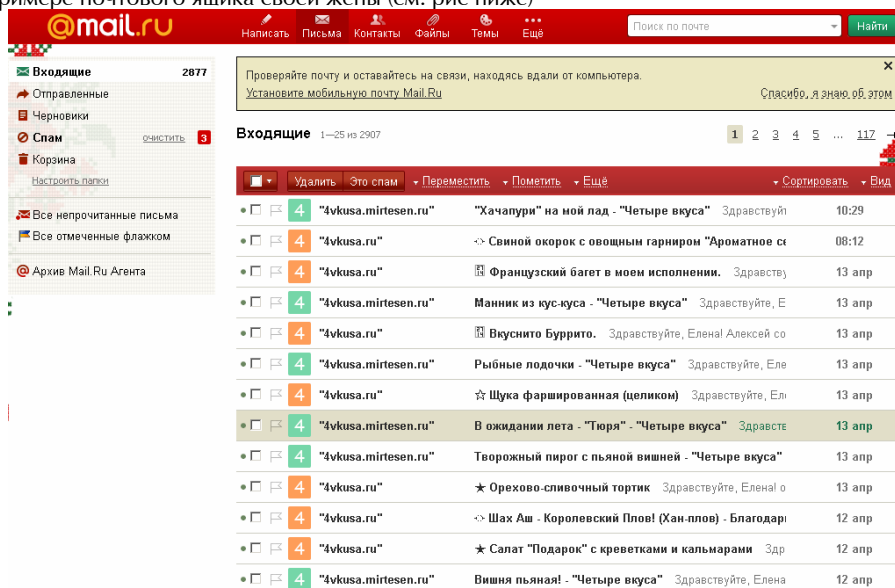 примере почтового ящика своей жены (см. рис ниже)
@mail.ru
Написать Письма Контакты Файлы Темы Ещё
Поиск по почте Найти
Входящие 2877
Отправленные
Черновики
Спам очистить 3
Корзина
Настроить папки
Все непрочитанные письма
Все отмеченные флажком
Архив Mail.Ru Агента
Проверяйте почту и оставайтесь на связи, находясь вдали от компьютера.
Установите мобильную почту Mail.Ru Спасибо, я знаю об этом
Входящие 1—25 из 2907 1 2 3 4 5 ... 117 →
Удалить Это спам Переместить Пометить Ещё Сортировать Вид
4 "4vkusa.mirtesen.ru" "Хачапури" на мой лад - "Четыре вкуса" Здравствуйт 10:29
4 "4vkusa.ru" Свиной окорок с овощным гарниром "Ароматное се 08:12
4 "4vkusa.ru" Французский багет в моем исполнении. Здравству 13 апр
4 "4vkusa.mirtesen.ru" Манник из кус-куса - "Четыре вкуса" Здравствуйте, Е 13 апр
4 "4vkusa.ru" Вкуснито Буррито. Здравствуйте, Елена! Алексей со 13 апр
4 "4vkusa.mirtesen.ru" Рыбные лодочки - "Четыре вкуса" Здравствуйте, Еле 13 апр
4 "4vkusa.ru" ☆ Щука фаршированная (целиком) Здравствуйте, Еле 13 апр
4 "4vkusa.mirtesen.ru" В ожидании лета - "Тюря" - "Четыре вкуса" Здравств 13 апр
4 "4vkusa.mirtesen.ru" Творожный пирог с пьяной вишней - "Четыре вкуса" 13 апр
4 "4vkusa.ru" ★ Орехово-сливочный тортик Здравствуйте, Елена! о 13 апр
4 "4vkusa.ru" Шах Аш - Королевский Плов! (Хан-плов) - Благодар 12 апр
4 "4vkusa.ru" ★ Салат "Подарок" с креветками и кальмарами Здр 12 апр
4 "4vkusa.mirtesen.ru" Вишня пьяная! - "Четыре вкуса" Здравствуйте, Елена 12 апр